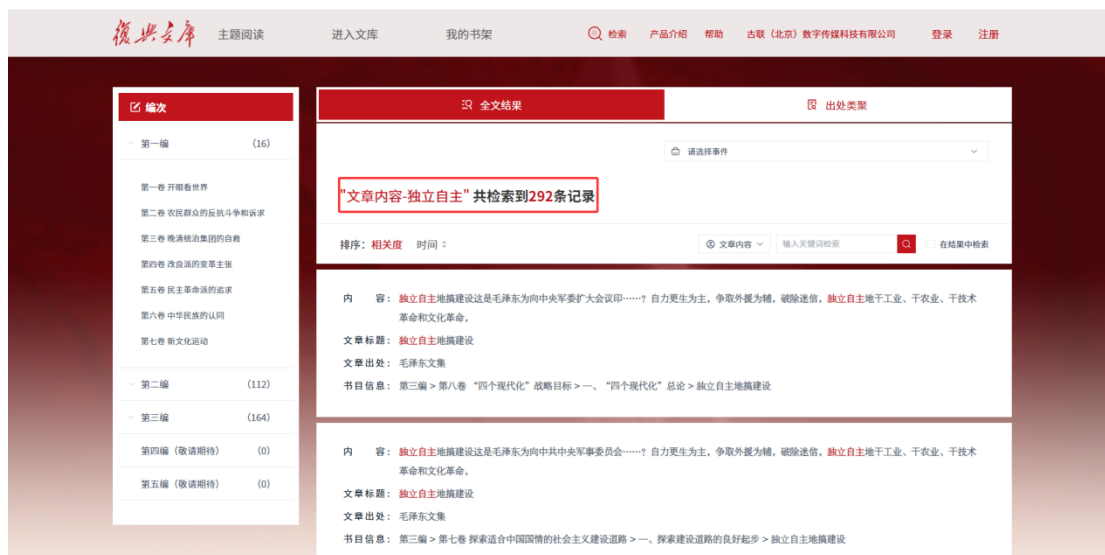 復兴文库 主题阅读 进入文库 我的书架 检索 产品介绍 帮助 古联（北京）数字传媒科技有限公司 登录 注册
编次
第一编 (16)
第一卷 开眼看世界
第二卷 农民群众的反抗斗争和诉求
第三卷 晚清统治集团的自救
第四卷 改良派的变革主张
第五卷 民主革命派的追求
第六卷 中华民族的认同
第七卷 新文化运动
第二编 (112)
第三编 (164)
第四编（敬请期待） (0)
第五编（敬请期待） (0)
全文结果 出处类聚
请选择事件
"文章内容-独立自主" 共检索到292条记录
排序：相关度 时间 文章内容 输入关键词检索 在结果中检索
内 容：独立自主地搞建设这是毛泽东为向中央军委扩大会议印……？自力更生为主，争取外援为辅，破除迷信，独立自主地干工业、干农业、干技术
革命和文化革命，
文章标题：独立自主地搞建设
文章出处：毛泽东文集
书目信息：第三编 > 第八卷 “四个现代化”战略目标 > 一、“四个现代化”总论 > 独立自主地搞建设
内 容：独立自主地搞建设这是毛泽东为向中共中央军事委员会……？自力更生为主，争取外援为辅，破除迷信，独立自主地干工业、干农业、干技术
革命和文化革命，
文章标题：独立自主地搞建设
文章出处：毛泽东文集
书目信息：第三编 > 第七卷 探索适合中国国情的社会主义建设道路 > 一、探索建设道路的良好起步 > 独立自主地搞建设